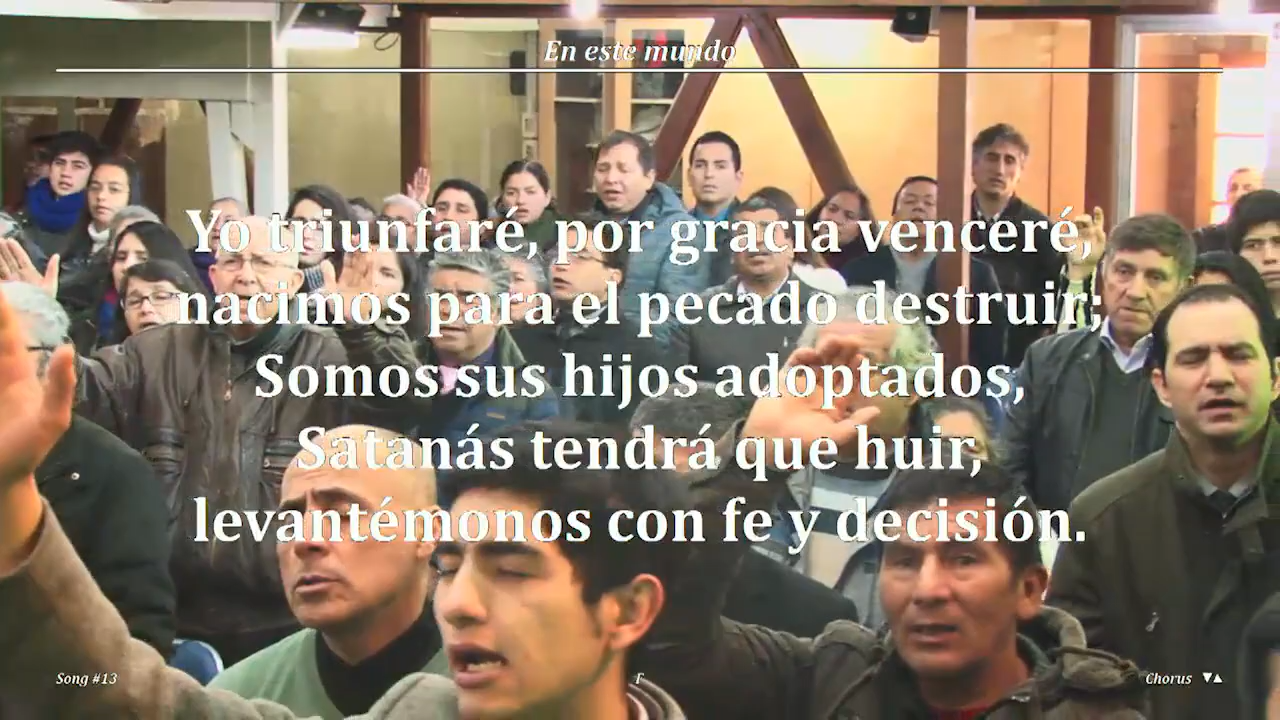 En este mundo
Yo triunfaré, por gracia venceré,
nacimos para el pecado destruir;
Somos sus hijos adoptados,
Satanás tendrá que huir,
levantémonos con fe y decisión.
Song #13
F
Chorus ▼▲